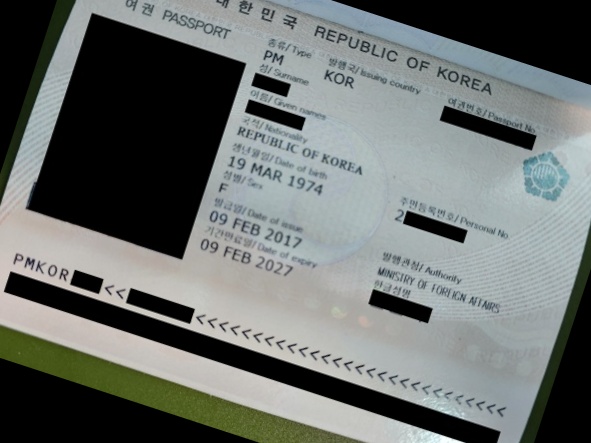 여권 PASSPORT
대한민국 REPUBLIC OF KOREA
종류/Type 발행국/Issuing country 여권번호/Passport No
PM KOR
성/Surname
이름/Given names
국적/Nationality
REPUBLIC OF KOREA
생년월일/Date of birth
19 MAR 1974
성별/Sex 주민등록번호/Personal No
F 2
발급일/Date of issue
09 FEB 2017 발행관청/Authority
기간만료일/Date of expiry MINISTRY OF FOREIGN AFFAIRS
09 FEB 2027 한글성명
PMKOR <<  <<<<<<<<<<<<<<<<<<<<<<<<<<<<<